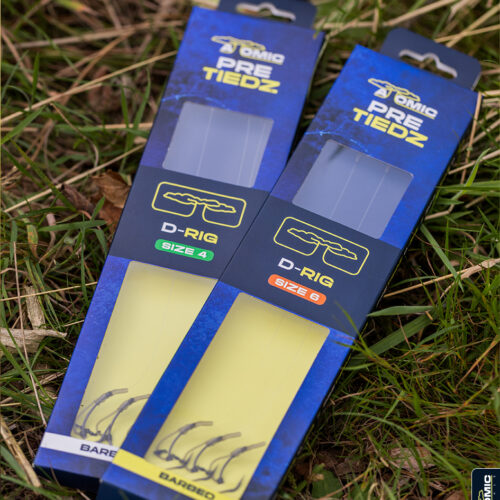 ATOMIC
PRE
TIEDZ
D-RIG
SIZE 4
BARBED
ATOMIC
PRE
TIEDZ
D-RIG
SIZE 6
BARBED